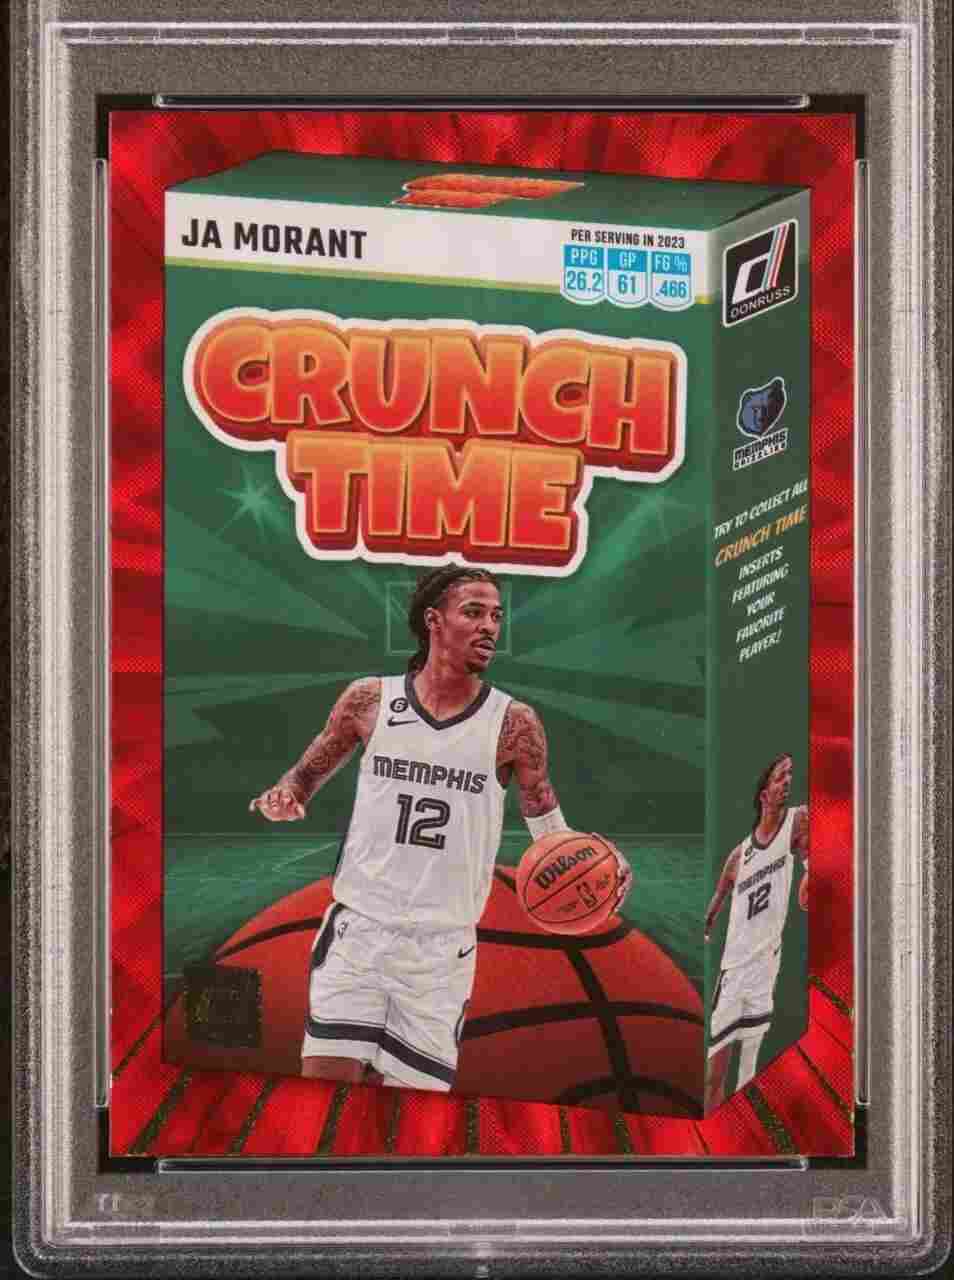 JA MORANT
PER SERVING IN 2023
PPG GP FG %
26.2 61 .466
DONRUSS
CRUNCH
TIME
MEMPHIS
GRIZZLIES
TRY TO COLLECT ALL
CRUNCH TIME
INSERTS
FEATURING
YOUR
FAVORITE
PLAYER!
6
MEMPHIS
12
Wilson
MEMPHIS
12
PSA